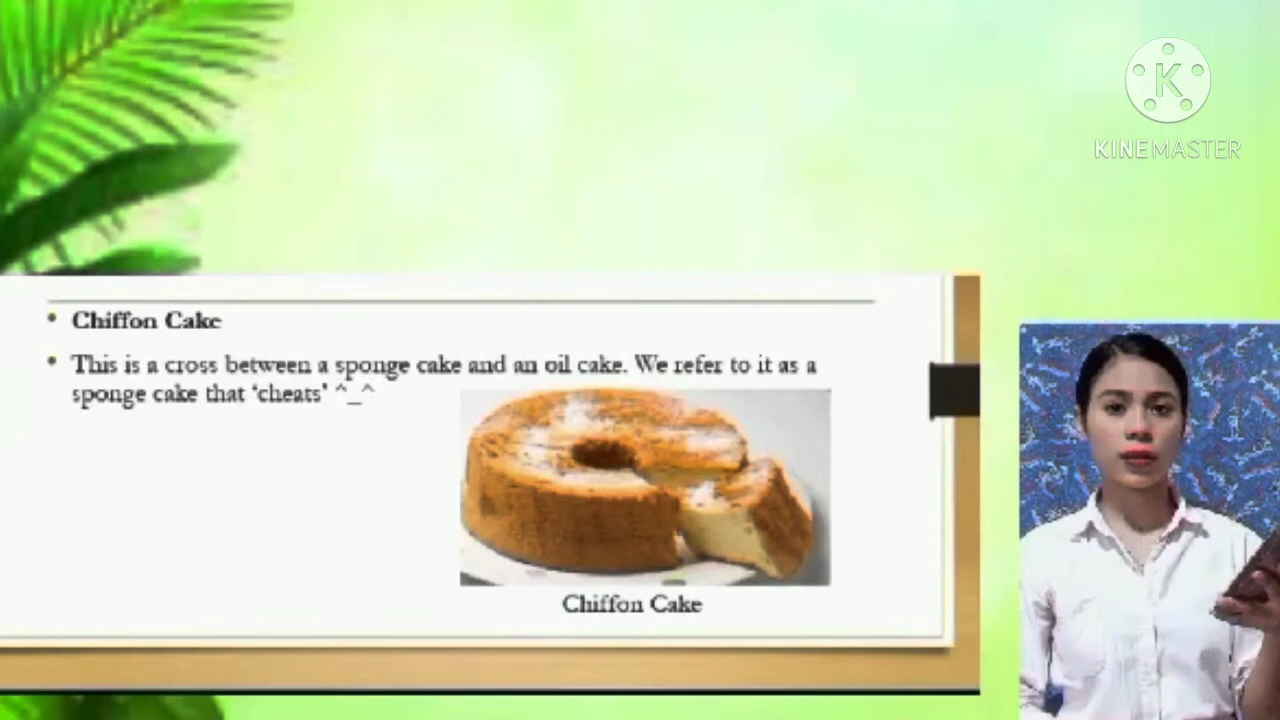 KINEMASTER
• Chiffon Cake
• This is a cross between a sponge cake and an oil cake. We refer to it as a
sponge cake that ‘cheats’ ^_^
Chiffon Cake